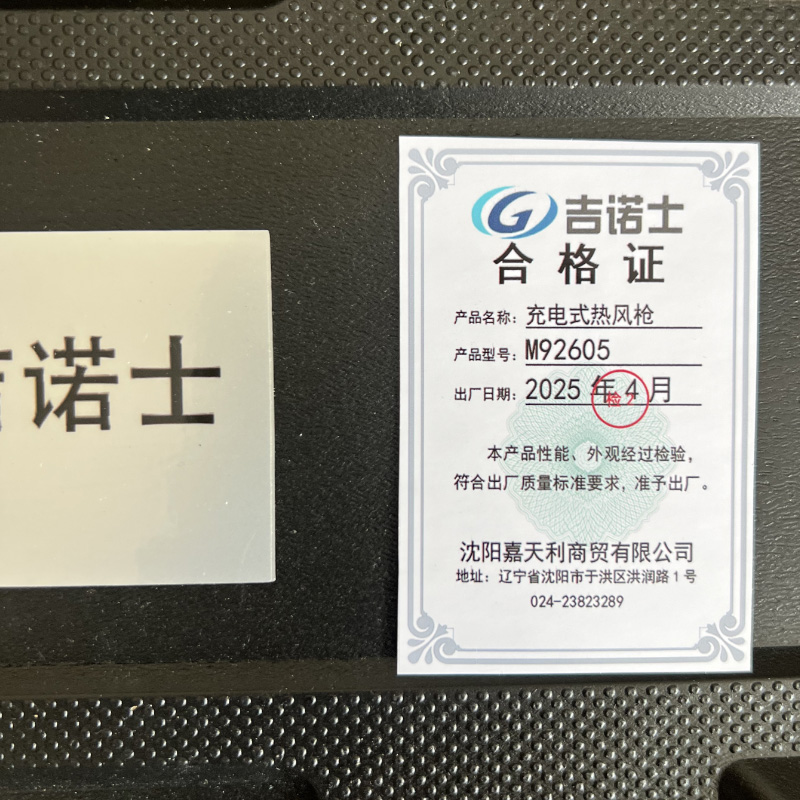 诺士
G 吉诺士
合格证
产品名称：充电式热风枪
产品型号：M92605
出厂日期：2025 年 4 月
检
本产品性能、外观经过检验，
符合出厂质量标准要求，准予出厂。
沈阳嘉天利商贸有限公司
地址：辽宁省沈阳市于洪区洪润路 1 号
024-23823289